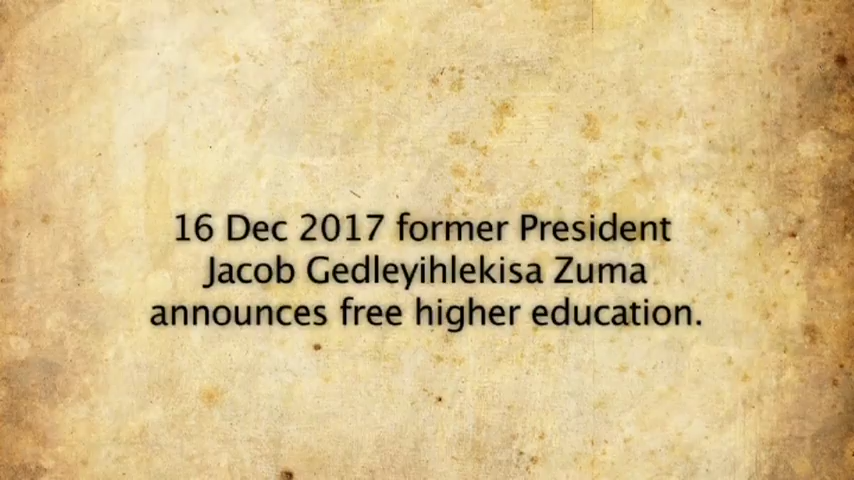 16 Dec 2017 former President
Jacob Gedleyihlekisa Zuma
announces free higher education.